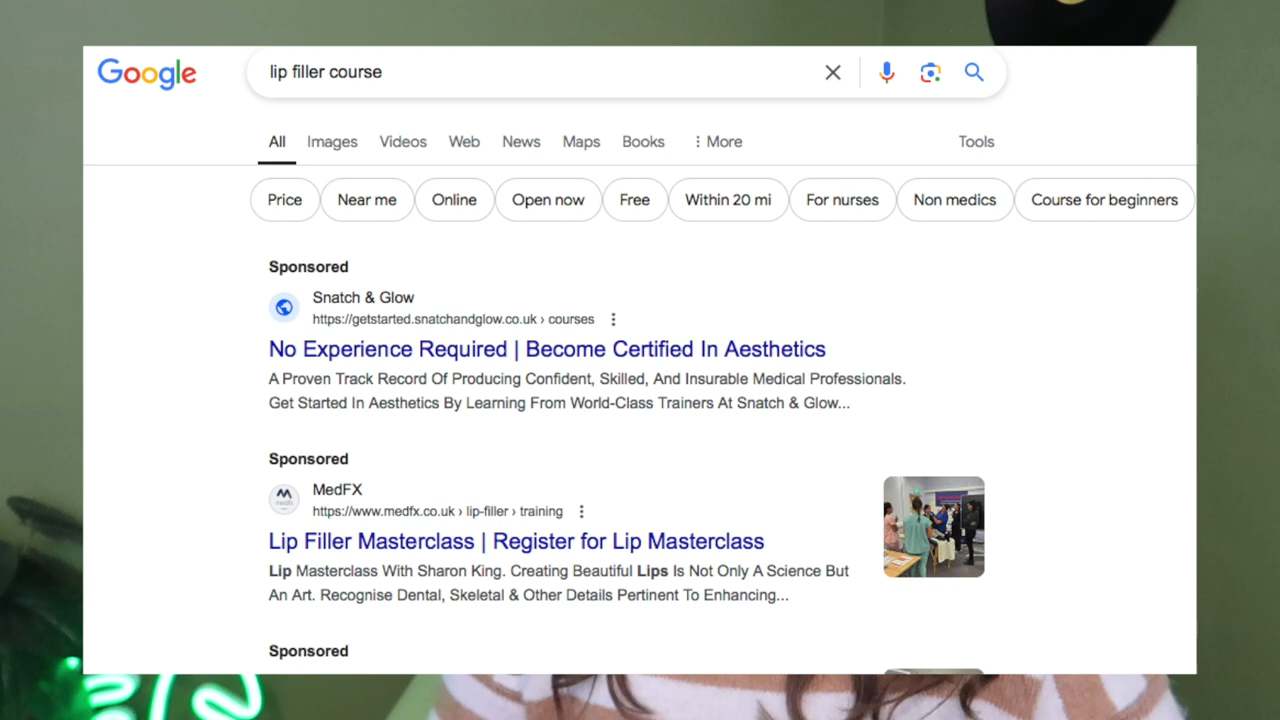 Google
lip filler course
All Images Videos Web News Maps Books More Tools
Price Near me Online Open now Free Within 20 mi For nurses Non medics Course for beginners
Sponsored
Snatch & Glow
https://getstarted.snatchandglow.co.uk › courses
No Experience Required | Become Certified In Aesthetics
A Proven Track Record Of Producing Confident, Skilled, And Insurable Medical Professionals.
Get Started In Aesthetics By Learning From World-Class Trainers At Snatch & Glow...
Sponsored
MedFX
https://www.medfx.co.uk › lip-filler › training
Lip Filler Masterclass | Register for Lip Masterclass
Lip Masterclass With Sharon King. Creating Beautiful Lips Is Not Only A Science But
An Art. Recognise Dental, Skeletal & Other Details Pertinent To Enhancing...
Sponsored